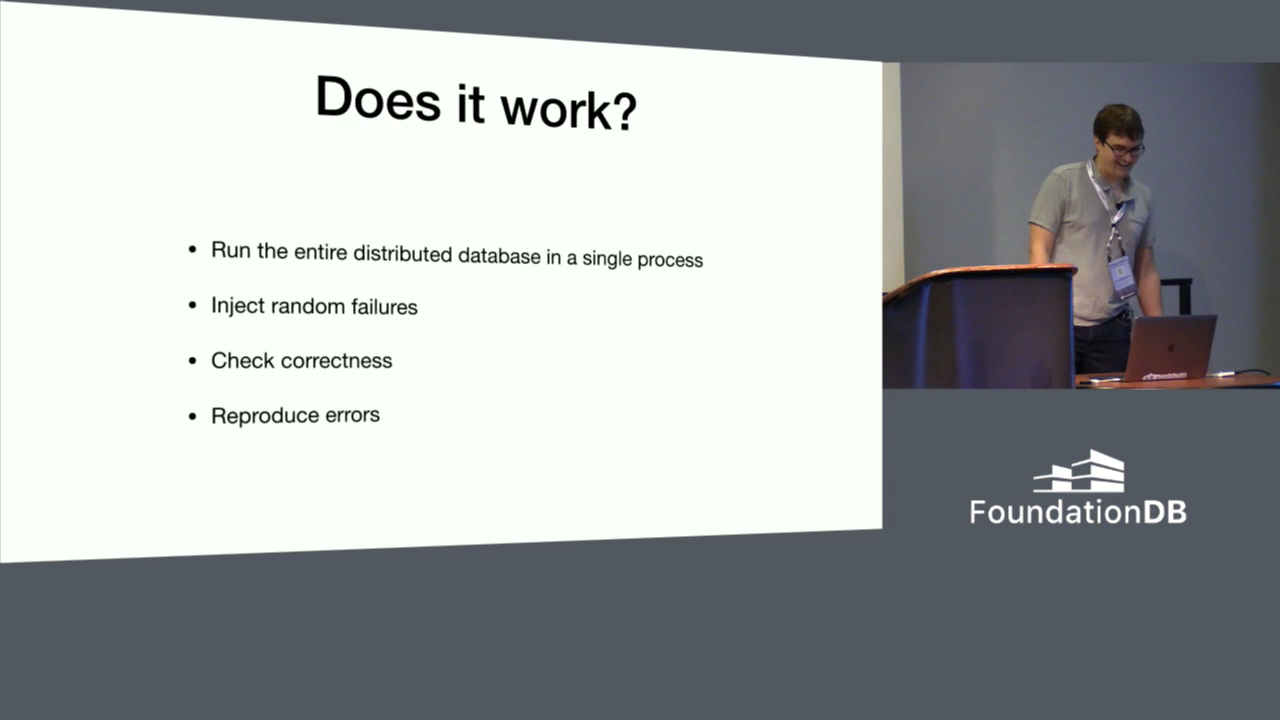 Does it work?
• Run the entire distributed database in a single process
• Inject random failures
• Check correctness
• Reproduce errors
FoundationDB